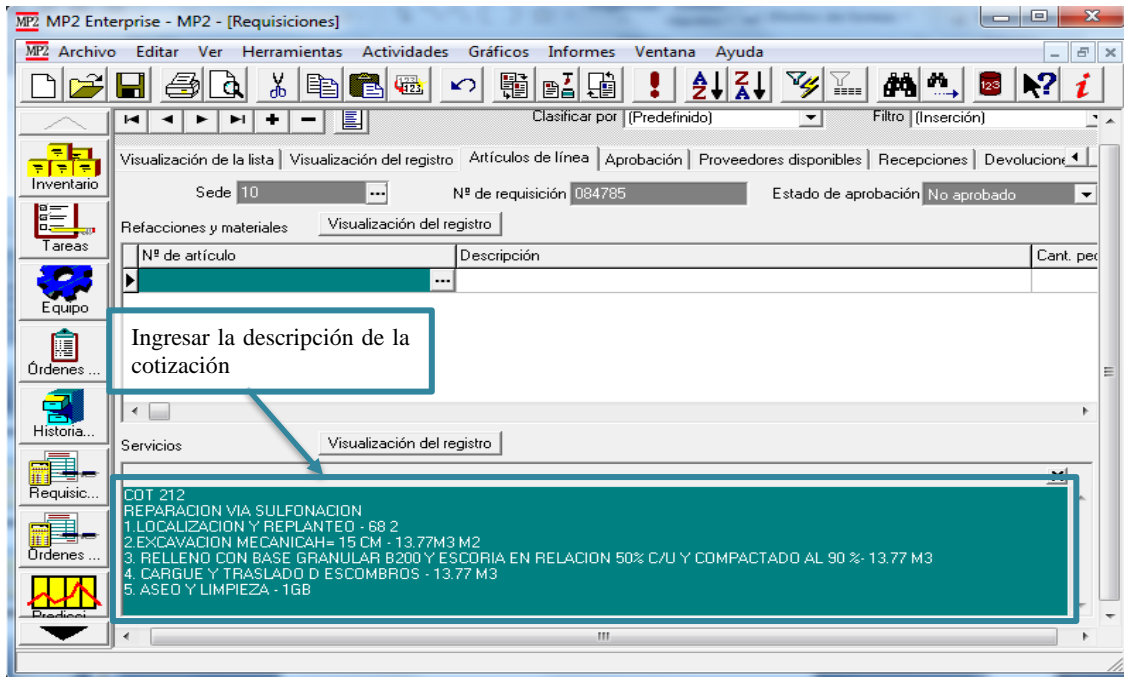 MP2 MP2 Enterprise - MP2 - [Requisiciones]
MP2 Archivo Editar Ver Herramientas Actividades Gráficos Informes Ventana Ayuda
123 123
Clasificar por (Predefinido) Filtro (Inserción)
Visualización de la lista Visualización del registro Artículos de línea Aprobación Proveedores disponibles Recepciones Devolucione
Inventario
Sede 10 ... Nº de requisición 084785 Estado de aprobación No aprobado
Refacciones y materiales Visualización del registro
Tareas
Nº de artículo Descripción Cant. ped
...
Equipo
Ingresar la descripción de la
cotización
Órdenes ...
Historia...
Servicios Visualización del registro
Requisic...
COT 212
REPARACION VIA SULFONACION
1.LOCALIZACION Y REPLANTEO - 68 2
2.EXCAVACION MECANICAH= 15 CM - 13.77M3 M2
3. RELLENO CON BASE GRANULAR B200 Y ESCORIA EN RELACION 50% C/U Y COMPACTADO AL 90 %- 13.77 M3
4. CARGUE Y TRASLADO D ESCOMBROS - 13.77 M3
5. ASEO Y LIMPIEZA - 1GB
Órdenes ...